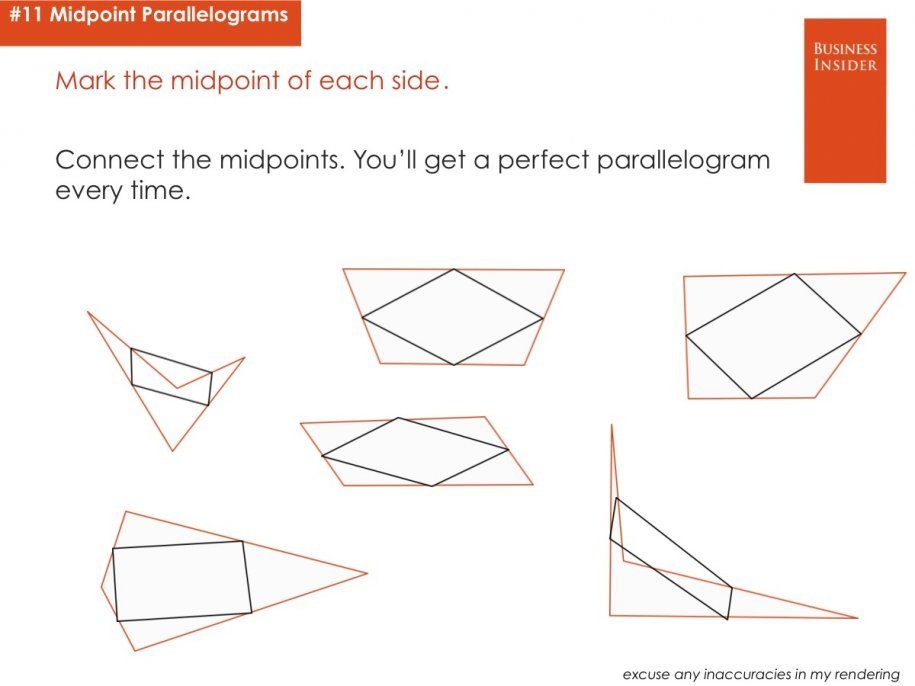 #11 Midpoint Parallelograms
BUSINESS
INSIDER
Mark the midpoint of each side.
Connect the midpoints. You'll get a perfect parallelogram
every time.
excuse any inaccuracies in my rendering